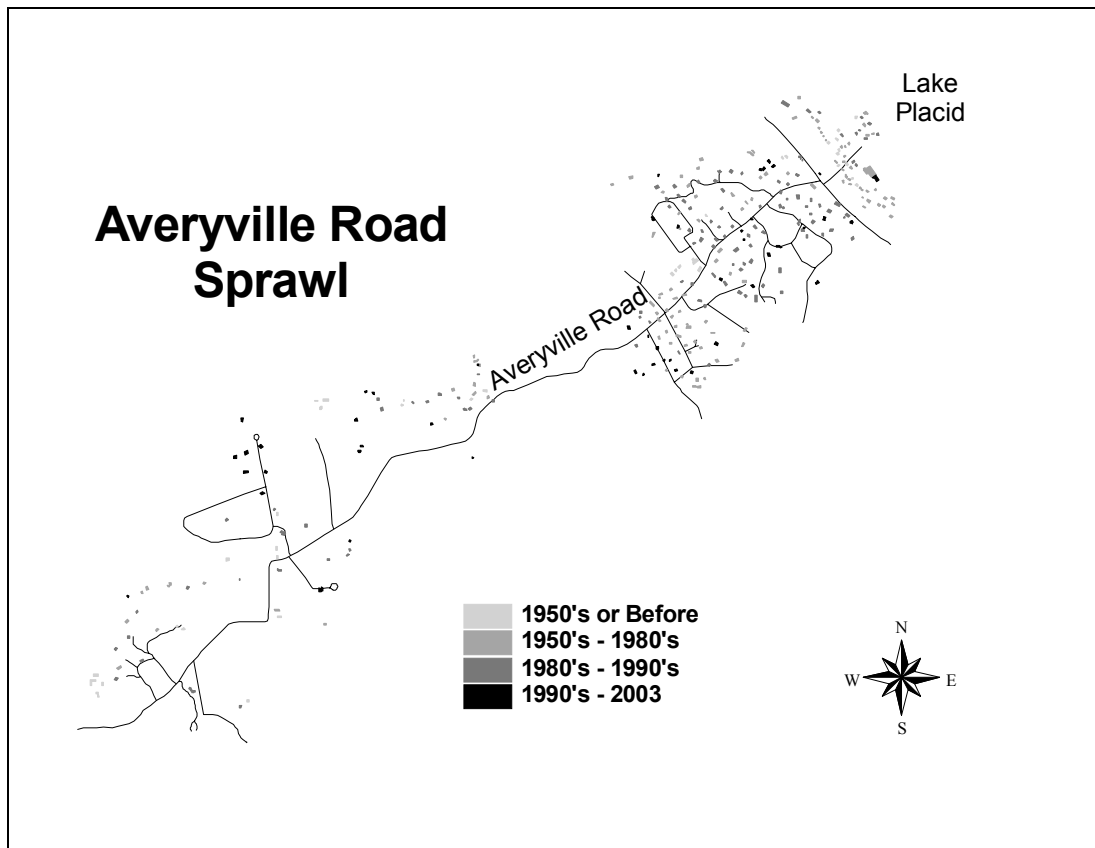 Lake
Placid
Averyville Road
Sprawl
Averyville Road
1950's or Before
1950's - 1980's
1980's - 1990's
1990's - 2003
N
W E
S